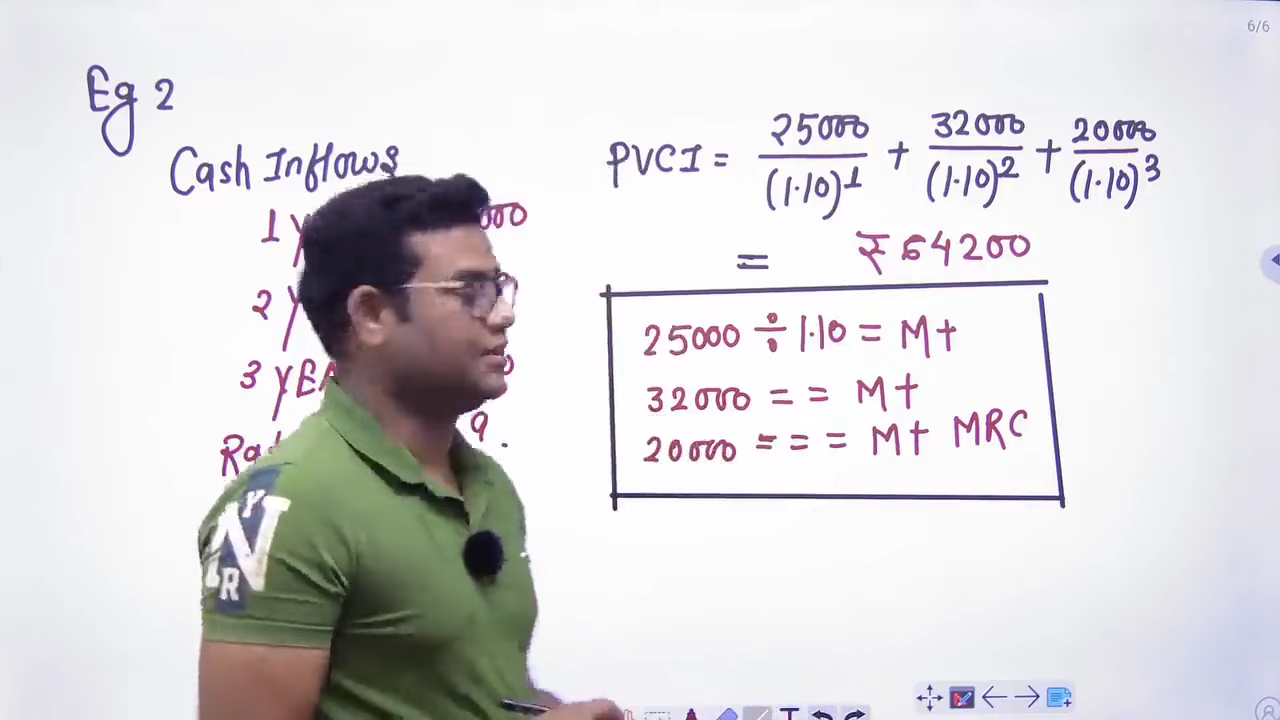 6/6
Eg 2
Cash Inflows
1 Y 000
2 Y
3 YEA
Ra a.
PVCI = 25000/(1.10)^1 + 32000/(1.10)^2 + 20000/(1.10)^3
= ₹64200
25000 ÷ 1.10 = M+
32000 = = M+
20000 = = = M+ MRC
Y
N
R
T